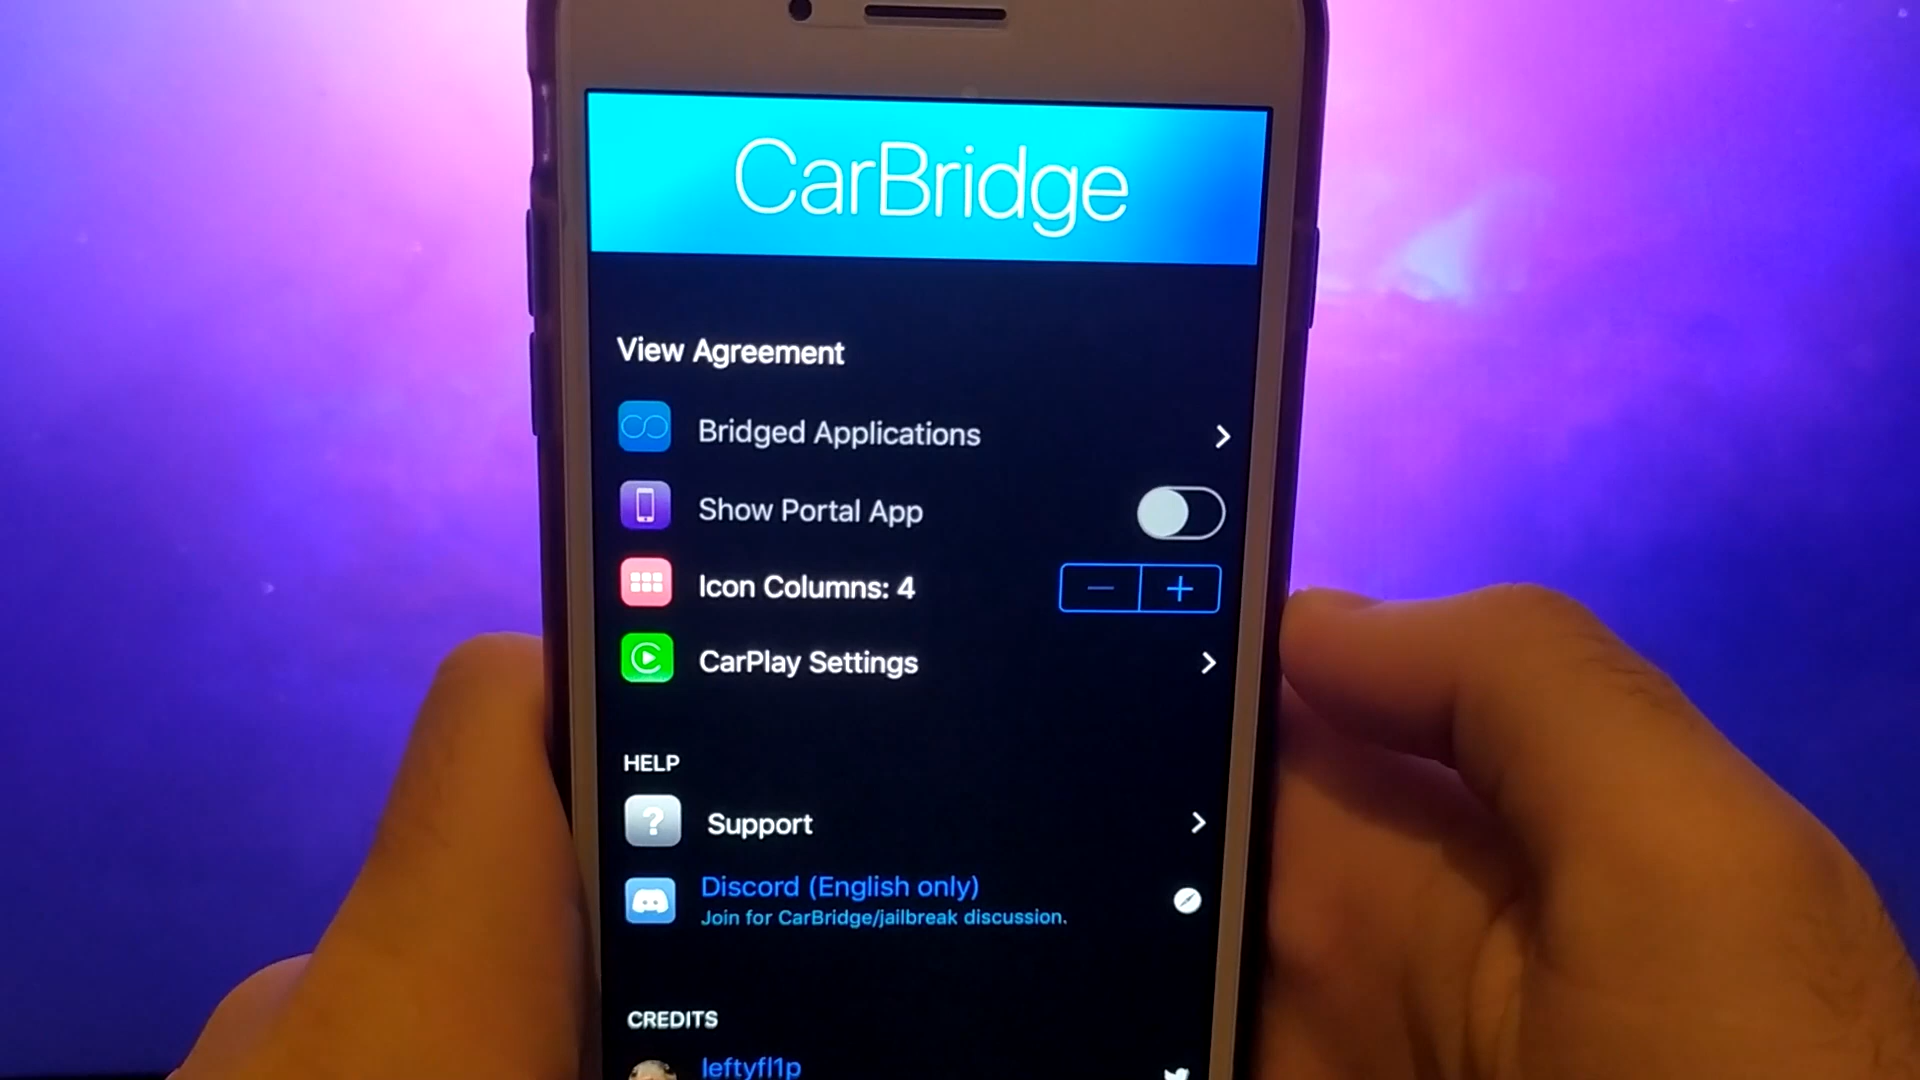 CarBridge
View Agreement
Bridged Applications
Show Portal App
Icon Columns: 4
CarPlay Settings
HELP
Support
Discord (English only)
Join for CarBridge/jailbreak discussion.
CREDITS
leftyfl1p